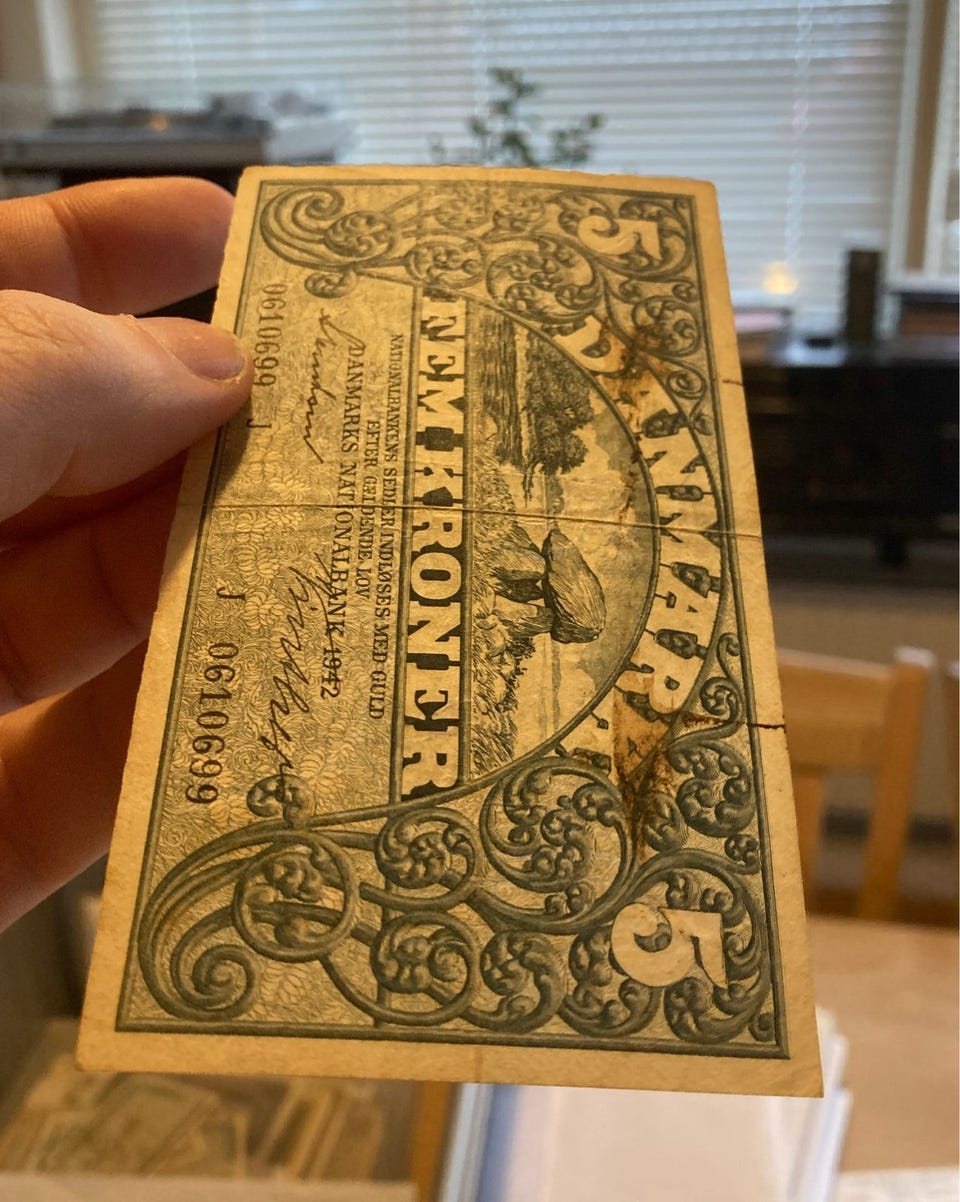 5 DANMARK 5
FEM KRONER
NATIONALBANKENS SEDLER INDLØSES MED GULD
EFTER GÆLDENDE LOV
DANMARKS NATIONALBANK 1942
0610699 J J 0610699